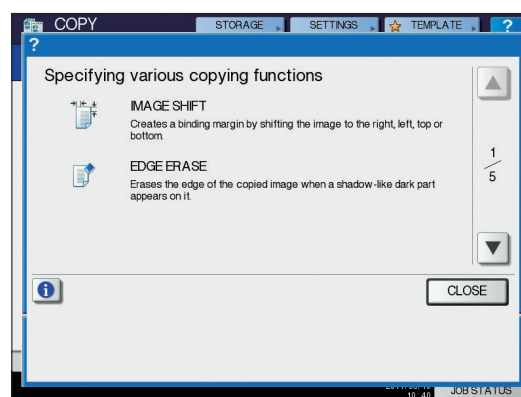 COPY
STORAGE
SETTINGS
TEMPLATE
?
?
Specifying various copying functions
IMAGE SHIFT
Creates a binding margin by shifting the image to the right, left, top or
bottom.
EDGE ERASE
Erases the edge of the copied image when a shadow-like dark part
appears on it.
1
5
i
CLOSE
10:40
JOB STATUS